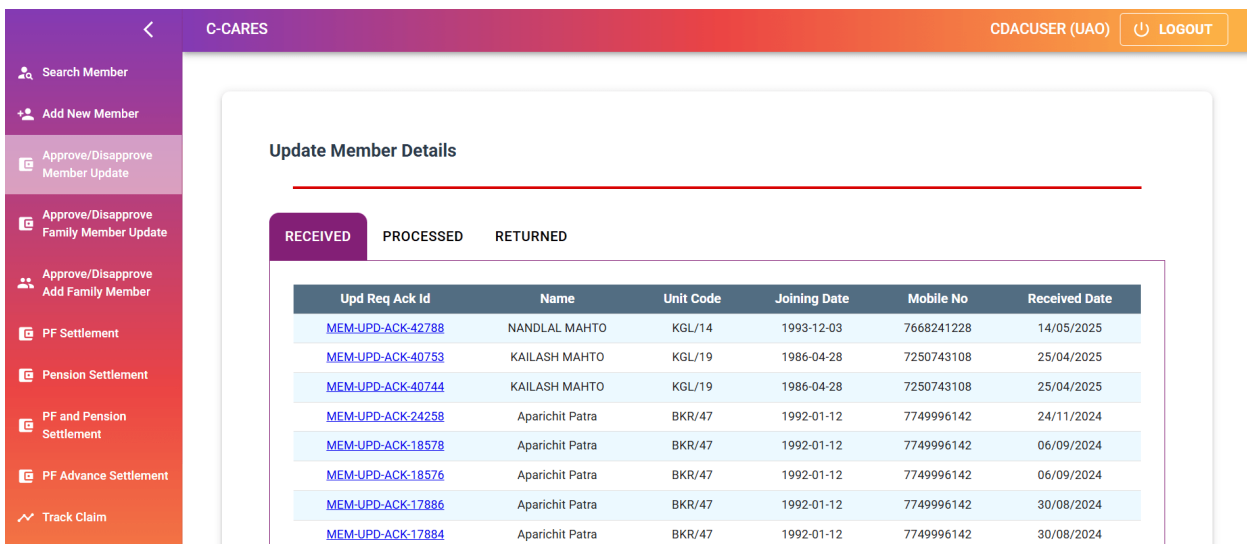 C-CARES
CDACUSER (UAO)
LOGOUT
Search Member
Add New Member
Approve/Disapprove
Member Update
Approve/Disapprove
Family Member Update
Approve/Disapprove
Add Family Member
PF Settlement
Pension Settlement
PF and Pension
Settlement
PF Advance Settlement
Track Claim
Update Member Details
RECEIVED PROCESSED RETURNED
Upd Req Ack Id Name Unit Code Joining Date Mobile No Received Date
MEM-UPD-ACK-42788 NANDLAL MAHTO KGL/14 1993-12-03 7668241228 14/05/2025
MEM-UPD-ACK-40753 KAILASH MAHTO KGL/19 1986-04-28 7250743108 25/04/2025
MEM-UPD-ACK-40744 KAILASH MAHTO KGL/19 1986-04-28 7250743108 25/04/2025
MEM-UPD-ACK-24258 Aparichit Patra BKR/47 1992-01-12 7749996142 24/11/2024
MEM-UPD-ACK-18578 Aparichit Patra BKR/47 1992-01-12 7749996142 06/09/2024
MEM-UPD-ACK-18576 Aparichit Patra BKR/47 1992-01-12 7749996142 06/09/2024
MEM-UPD-ACK-17886 Aparichit Patra BKR/47 1992-01-12 7749996142 30/08/2024
MEM-UPD-ACK-17884 Aparichit Patra BKR/47 1992-01-12 7749996142 30/08/2024